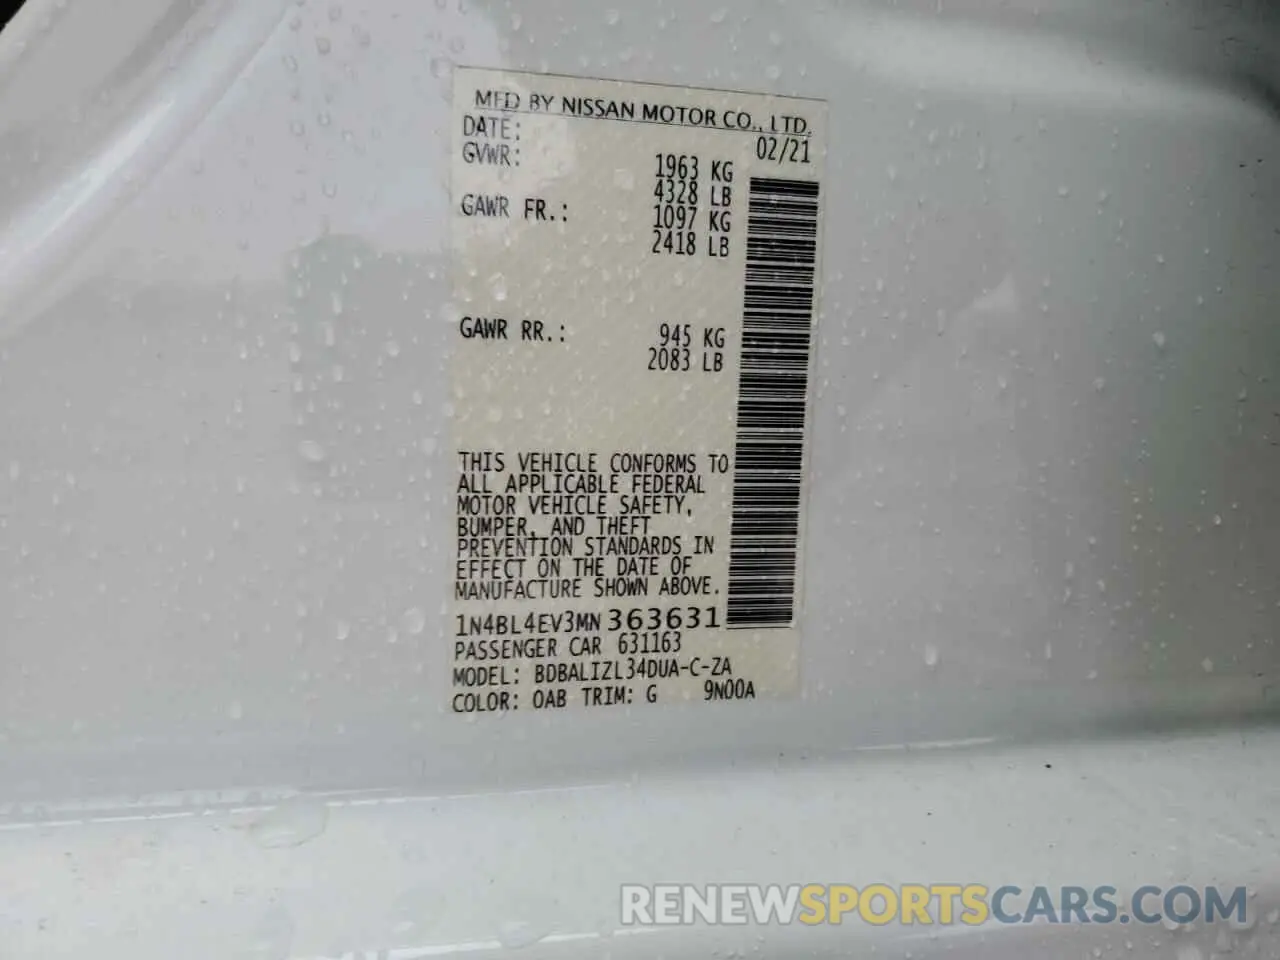 MFD BY NISSAN MOTOR CO., LTD.
DATE: 02/21
GVWR: 1963 KG
4328 LB
GAWR FR.: 1097 KG
2418 LB
GAWR RR.: 945 KG
2083 LB
THIS VEHICLE CONFORMS TO
ALL APPLICABLE FEDERAL
MOTOR VEHICLE SAFETY,
BUMPER, AND THEFT
PREVENTION STANDARDS IN
EFFECT ON THE DATE OF
MANUFACTURE SHOWN ABOVE.
1N4BL4EV3MN363631
PASSENGER CAR 631163
MODEL: BDBALIZL34DUA-C-ZA
COLOR: QAB TRIM: G 9N00A
RENEWSPORTSCARS.COM